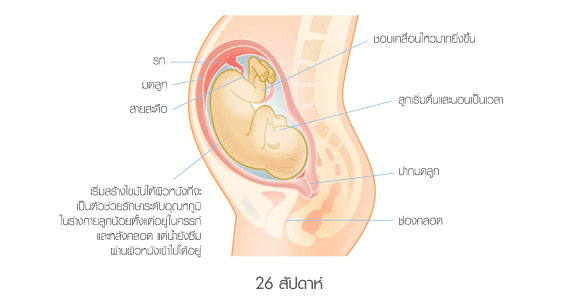 ชอบเคลื่อนไหวมากยิ่งขึ้น
รก
มดลูก
สายสะดือ
ลูกเริ่มตื่นและนอนเป็นเวลา
ปากมดลูก
เริ่มสร้างไขมันใต้ผิวหนังที่จะ
เป็นตัวช่วยรักษาระดับอุณหภูมิ
ในร่างกายลูกน้อยตั้งแต่อยู่ในครรภ์
และหลังคลอด แต่น้ำยังซึม
ผ่านผิวหนังเข้าไปได้อยู่
ช่องคลอด
26 สัปดาห์